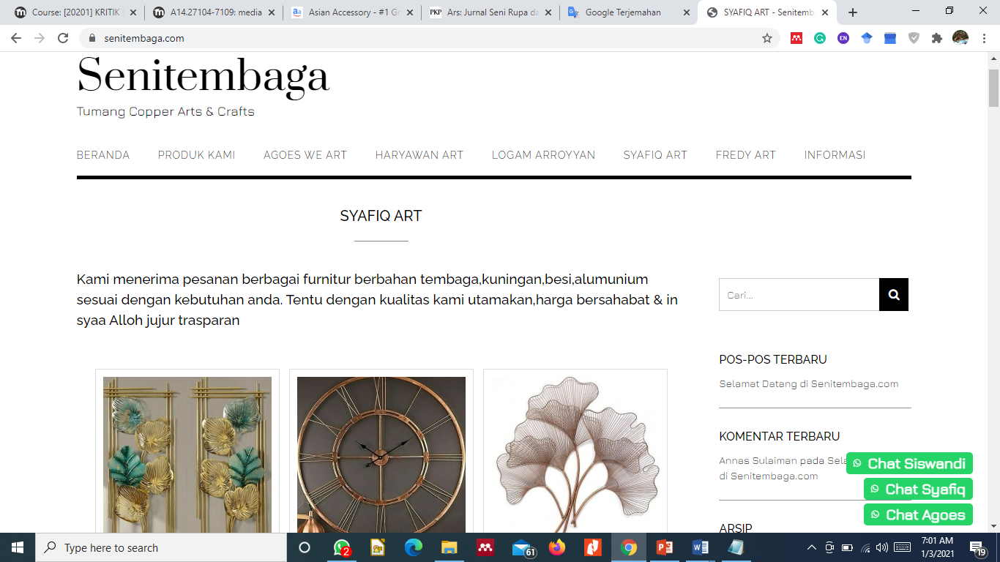 Course: [20201] KRITIK
A14.27104-7109: media
Asian Accessory - #1 Gr
PKP Ars: Jurnal Seni Rupa da
Google Terjemahan
SYAFIQ ART - Senitemb
senitembaga.com
EN
Senitembaga
Tumang Copper Arts & Crafts
BERANDA PRODUK KAMI AGOES WE ART HARYAWAN ART LOGAM ARROYYAN SYAFIQ ART FREDY ART INFORMASI
SYAFIQ ART
Kami menerima pesanan berbagai furnitur berbahan tembaga,kuningan,besi,alumunium
sesuai dengan kebutuhan anda. Tentu dengan kualitas kami utamakan,harga bersahabat & in
syaa Alloh jujur trasparan
Cari...
POS-POS TERBARU
Selamat Datang di Senitembaga.com
KOMENTAR TERBARU
Annas Sulaiman pada Sela
di Senitembaga.com
ARSIP
Chat Siswandi
Chat Syafiq
Chat Agoes
Type here to search
2
61
7:01 AM
1/3/2021
19